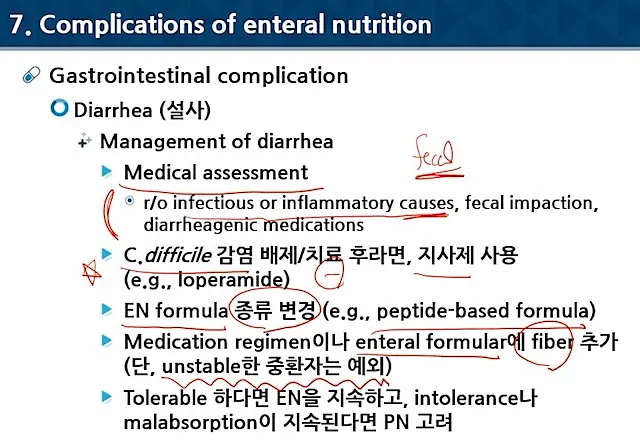 7. Complications of enteral nutrition
Gastrointestinal complication
Diarrhea (설사)
Management of diarrhea
fecal
Medical assessment
r/o infectious or inflammatory causes, fecal impaction,
diarrheagenic medications
C.difficile 감염 배제/치료 후라면, 지사제 사용
(e.g., loperamide)
EN formula 종류 변경 (e.g., peptide-based formula)
Medication regimen이나 enteral formular에 fiber 추가
(단, unstable한 중환자는 예외)
Tolerable 하다면 EN을 지속하고, intolerance나
malabsorption이 지속된다면 PN 고려